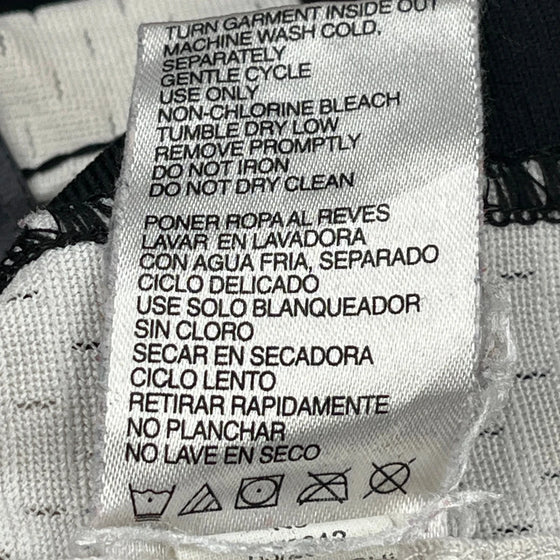 TURN GARMENT INSIDE OUT
MACHINE WASH COLD,
SEPARATELY
GENTLE CYCLE
USE ONLY
NON-CHLORINE BLEACH
TUMBLE DRY LOW
REMOVE PROMPTLY
DO NOT IRON
DO NOT DRY CLEAN
PONER ROPA AL REVES
LAVAR EN LAVADORA
CON AGUA FRIA, SEPARADO
CICLO DELICADO
USE SOLO BLANQUEADOR
SIN CLORO
SECAR EN SECADORA
CICLO LENTO
RETIRAR RAPIDAMENTE
NO PLANCHAR
NO LAVE EN SECO